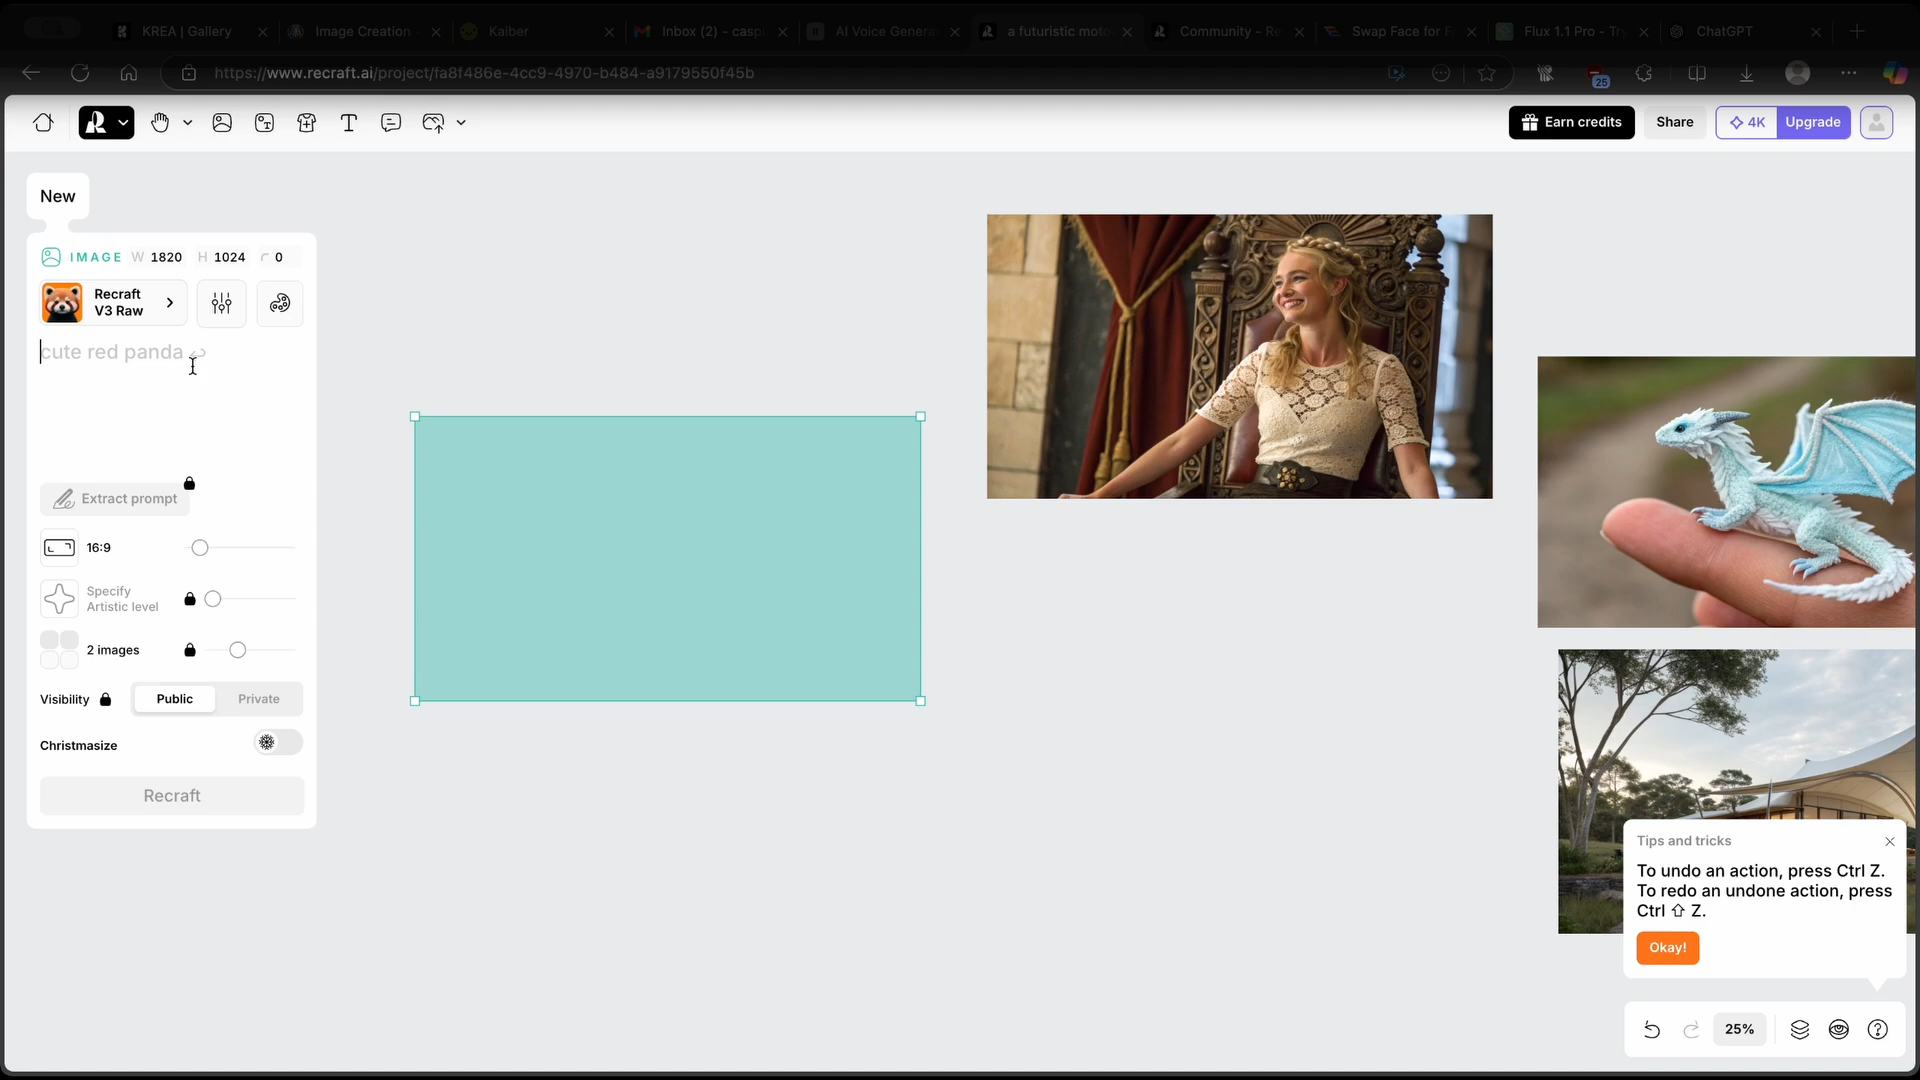 KREA | Gallery
Image Creation
Kaiber
Inbox (2) - casp
AI Voice Genera
a futuristic moto
Community - Re
Swap Face for F
Flux 1.1 Pro - Tr
ChatGPT
https://www.recraft.ai/project/fa8f486e-4cc9-4970-b484-a9179550f45b
25
Earn credits
Share
4K
Upgrade
New
IMAGE W 1820 H 1024 0
Recraft
V3 Raw
cute red panda
Extract prompt
16:9
Specify
Artistic level
2 images
Visibility
Public
Private
Christmasize
Recraft
Tips and tricks
To undo an action, press Ctrl Z.
To redo an undone action, press
Ctrl ⇧ Z.
Okay!
25%